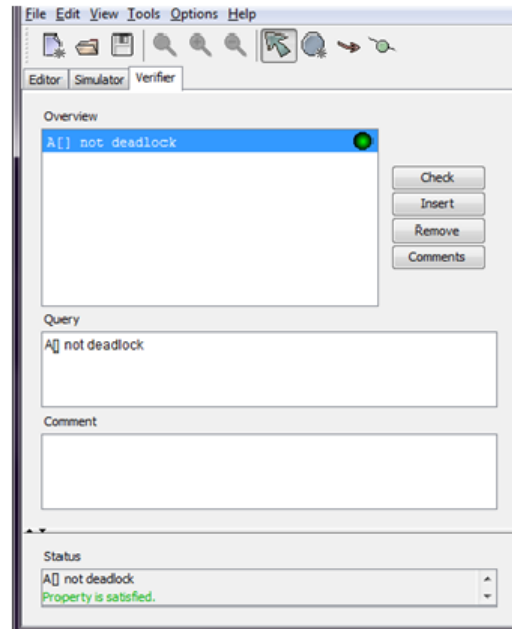 File Edit View Tools Options Help
Editor Simulator Verifier
Overview
A[] not deadlock
Check
Insert
Remove
Comments
Query
A[] not deadlock
Comment
Status
A[] not deadlock
Property is satisfied.